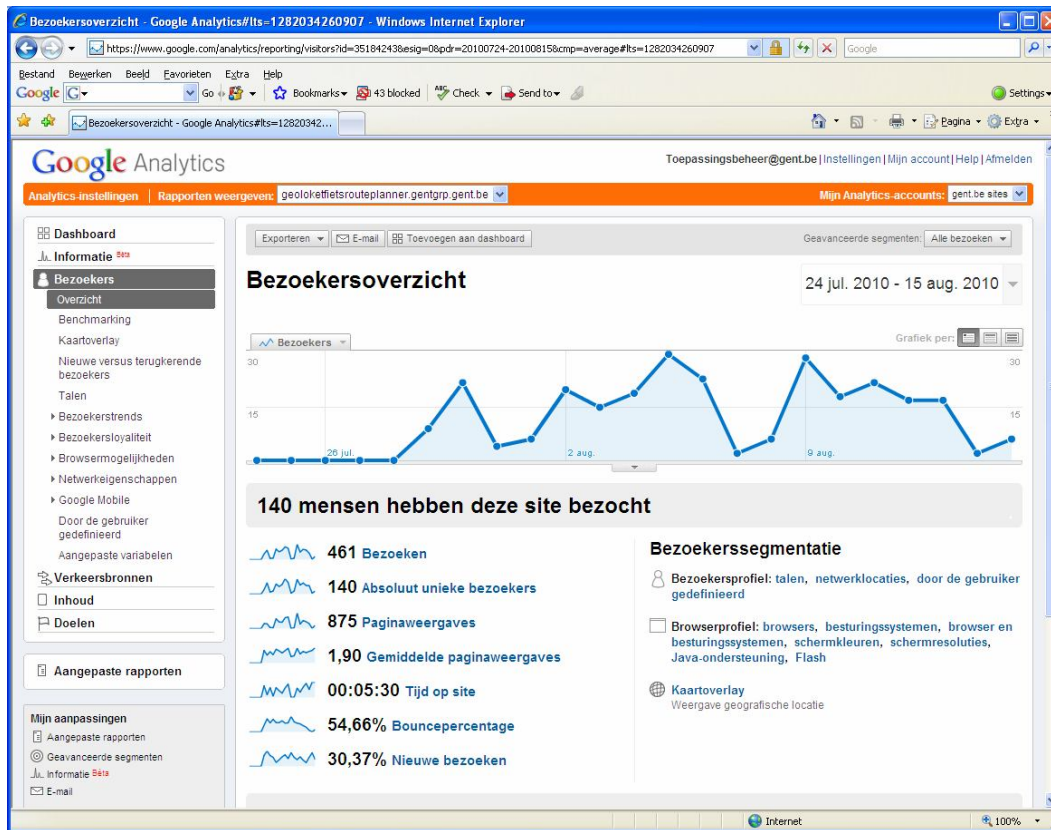 Bezoekersoverzicht - Google Analytics#lts=1282034260907 - Windows Internet Explorer
https://www.google.com/analytics/reporting/visitors?id=35184243&esig=0&pdr=20100724-20100815&cmp=average#lts=1282034260907
Google
Bestand Bewerken Beeld Favorieten Extra Help
Google G Go Bookmarks 43 blocked ABC Check Send to Settings
Bezoekersoverzicht - Google Analytics#lts=12820342... Pagina Extra
Google Analytics
Toepassingsbeheer@gent.be | Instellingen | Mijn account | Help | Afmelden
Analytics-instellingen | Rapporten weergeven: geoloketfietsrouteplanner.gentgrp.gent.be Mijn Analytics-accounts: gent.be sites
Dashboard
Informatie Bèta
Bezoekers
Overzicht
Benchmarking
Kaartoverlay
Nieuwe versus terugkerende
bezoekers
Talen
Bezoekerstrends
Bezoekersloyaliteit
Browsermogelijkheden
Netwerkeigenschappen
Google Mobile
Door de gebruiker
gedefinieerd
Aangepaste variabelen
Verkeersbronnen
Inhoud
Doelen
Aangepaste rapporten
Mijn aanpassingen
Aangepaste rapporten
Geavanceerde segmenten
Informatie Bèta
E-mail
Exporteren E-mail Toevoegen aan dashboard Geavanceerde segmenten: Alle bezoeken
Bezoekersoverzicht
24 jul. 2010 - 15 aug. 2010
Bezoekers Grafiek per:
30 30
15 15
26 jul. 2 aug. 9 aug.
140 mensen hebben deze site bezocht
461 Bezoeken
140 Absoluut unieke bezoekers
875 Paginaweergaves
1,90 Gemiddelde paginaweergaves
00:05:30 Tijd op site
54,66% Bouncepercentage
30,37% Nieuwe bezoeken
Bezoekerssegmentatie
Bezoekersprofiel: talen, netwerklocaties, door de gebruiker
gedefinieerd
Browserprofiel: browsers, besturingssystemen, browser en
besturingssystemen, schermkleuren, schermresoluties,
Java-ondersteuning, Flash
Kaartoverlay
Weergave geografische locatie
Internet 100%